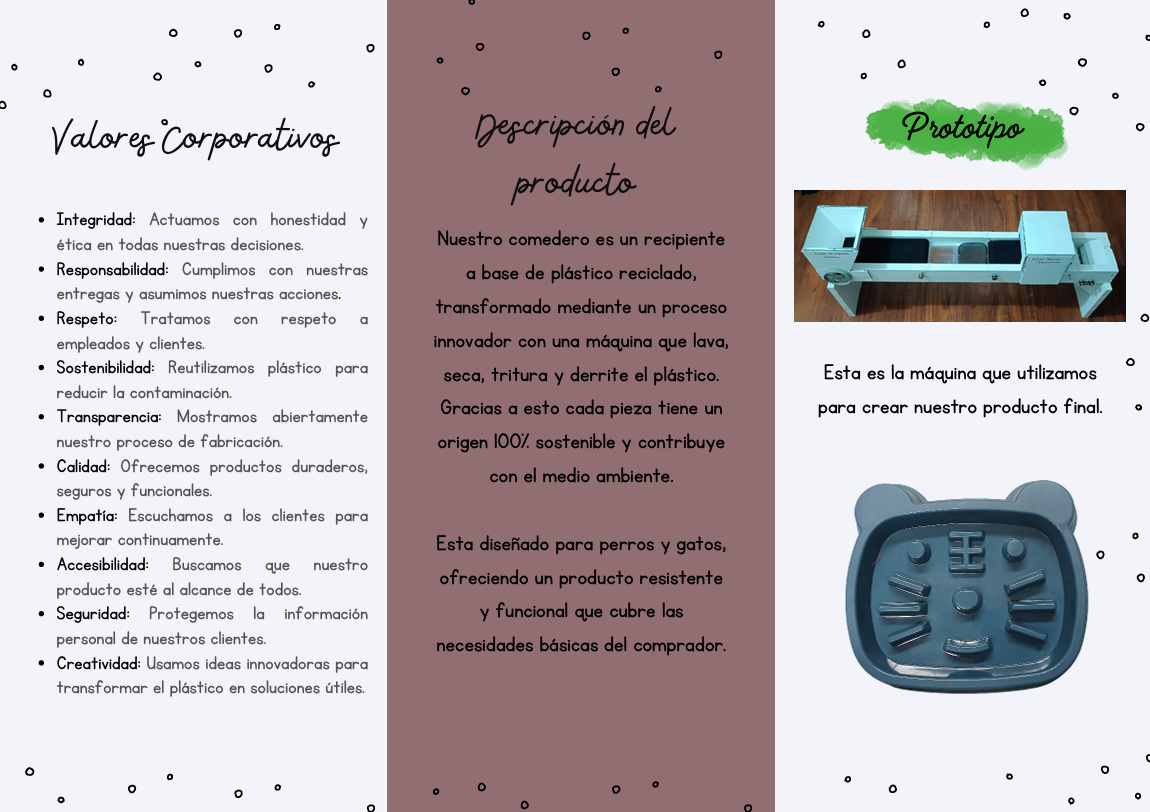 Valores Corporativos
• Integridad: Actuamos con honestidad y
ética en todas nuestras decisiones.
• Responsabilidad: Cumplimos con nuestras
entregas y asumimos nuestras acciones.
• Respeto: Tratamos con respeto a
empleados y clientes.
• Sostenibilidad: Reutilizamos plástico para
reducir la contaminación.
• Transparencia: Mostramos abiertamente
nuestro proceso de fabricación.
• Calidad: Ofrecemos productos duraderos,
seguros y funcionales.
• Empatía: Escuchamos a los clientes para
mejorar continuamente.
• Accesibilidad: Buscamos que nuestro
producto esté al alcance de todos.
• Seguridad: Protegemos la información
personal de nuestros clientes.
• Creatividad: Usamos ideas innovadoras para
transformar el plástico en soluciones útiles.
Descripción del
producto
Nuestro comedero es un recipiente
a base de plástico reciclado,
transformado mediante un proceso
innovador con una máquina que lava,
seca, tritura y derrite el plástico.
Gracias a esto cada pieza tiene un
origen 100% sostenible y contribuye
con el medio ambiente.
Esta diseñado para perros y gatos,
ofreciendo un producto resistente
y funcional que cubre las
necesidades básicas del comprador.
Prototipo
Esta es la máquina que utilizamos
para crear nuestro producto final.